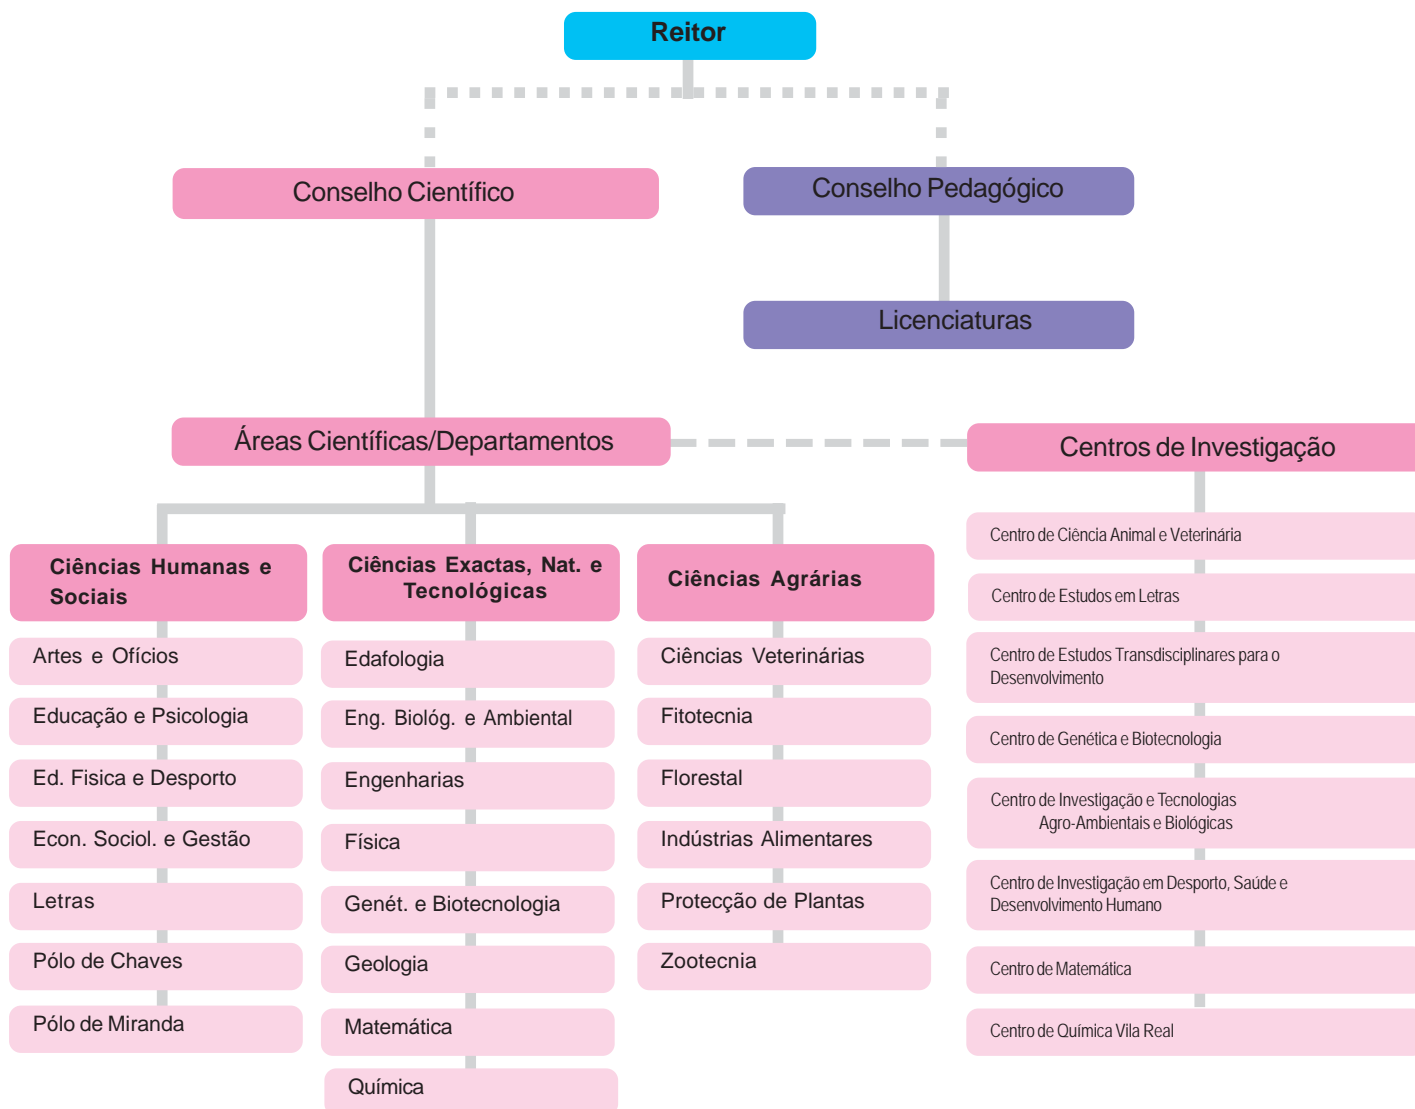 Reitor
Conselho Científico
Conselho Pedagógico
Licenciaturas
Áreas Científicas/Departamentos
Centros de Investigação
Ciências Humanas e
Sociais
Artes e Ofícios
Educação e Psicologia
Ed. Fisica e Desporto
Econ. Sociol. e Gestão
Letras
Pólo de Chaves
Pólo de Miranda
Ciências Exactas, Nat. e
Tecnológicas
Edafologia
Eng. Biológ. e Ambiental
Engenharias
Física
Genét. e Biotecnologia
Geologia
Matemática
Química
Ciências Agrárias
Ciências Veterinárias
Fitotecnia
Florestal
Indústrias Alimentares
Protecção de Plantas
Zootecnia
Centro de Ciência Animal e Veterinária
Centro de Estudos em Letras
Centro de Estudos Transdisciplinares para o
Desenvolvimento
Centro de Genética e Biotecnologia
Centro de Investigação e Tecnologias
Agro-Ambientais e Biológicas
Centro de Investigação em Desporto, Saúde e
Desenvolvimento Humano
Centro de Matemática
Centro de Química Vila Real